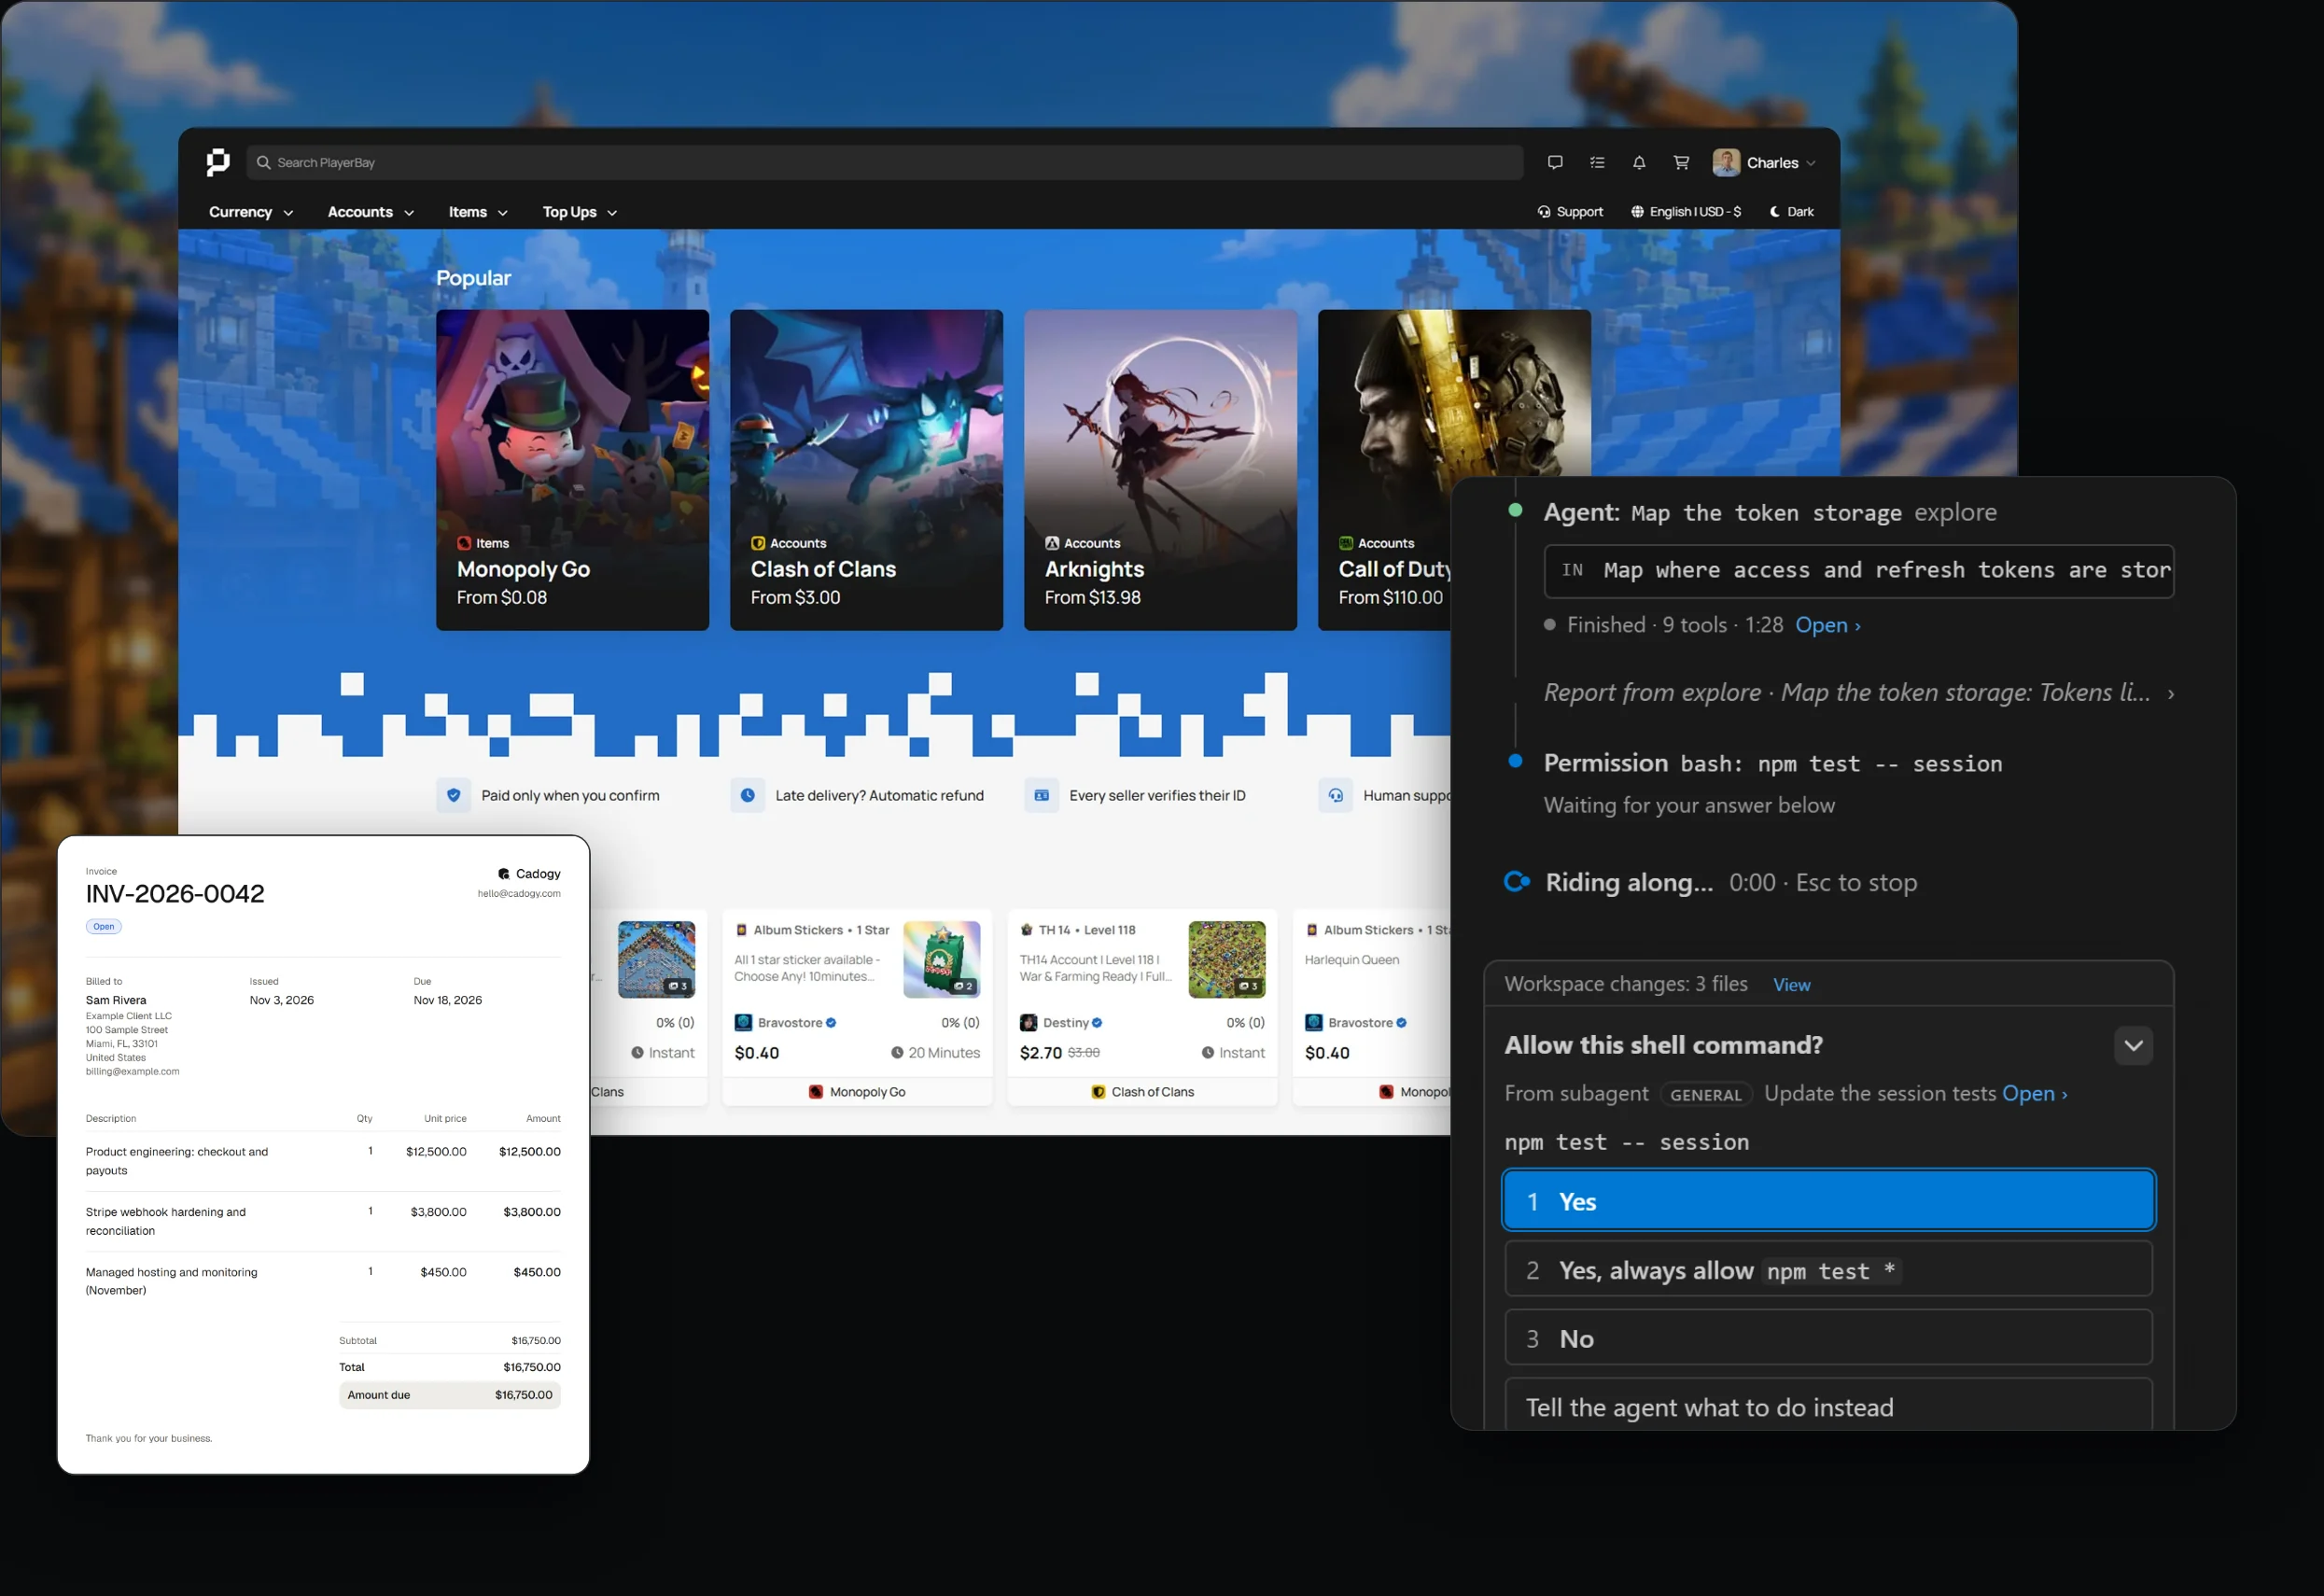 Search PlayerBay
Charles
Currency
Accounts
Items
Top Ups
Support
English | USD - $
Dark
Popular
Items
Monopoly Go
From $0.08
Accounts
Clash of Clans
From $3.00
Accounts
Arknights
From $13.98
Accounts
Call of Duty
From $110.00
Paid only when you confirm
Late delivery? Automatic refund
Every seller verifies their ID
Human suppo
r...
3
0% (0)
Instant
Clans
Album Stickers • 1 Star
All 1 star sticker available -
Choose Any! 10minutes...
2
Bravostore
0% (0)
$0.40
20 Minutes
Monopoly Go
TH 14 • Level 118
TH14 Account | Level 118 |
War & Farming Ready | Full...
3
Destiny
0% (0)
$2.70 $3.00
Instant
Clash of Clans
Album Stickers • 1 Sta
Harlequin Queen
Bravostore
$0.40
Monopol
Invoice
INV-2026-0042
Open
Cadogy
hello@cadogy.com
Billed to
Sam Rivera
Example Client LLC
100 Sample Street
Miami, FL, 33101
United States
billing@example.com
Issued
Nov 3, 2026
Due
Nov 18, 2026
Description Qty Unit price Amount
Product engineering: checkout and
payouts
1 $12,500.00 $12,500.00
Stripe webhook hardening and
reconciliation
1 $3,800.00 $3,800.00
Managed hosting and monitoring
(November)
1 $450.00 $450.00
Subtotal $16,750.00
Total $16,750.00
Amount due $16,750.00
Thank you for your business.
Agent: Map the token storage explore
IN Map where access and refresh tokens are stor
Finished · 9 tools · 1:28 Open ›
Report from explore · Map the token storage: Tokens li... ›
Permission bash: npm test -- session
Waiting for your answer below
Riding along... 0:00 · Esc to stop
Workspace changes: 3 files View
Allow this shell command?
From subagent GENERAL Update the session tests Open ›
npm test -- session
1 Yes
2 Yes, always allow npm test *
3 No
Tell the agent what to do instead